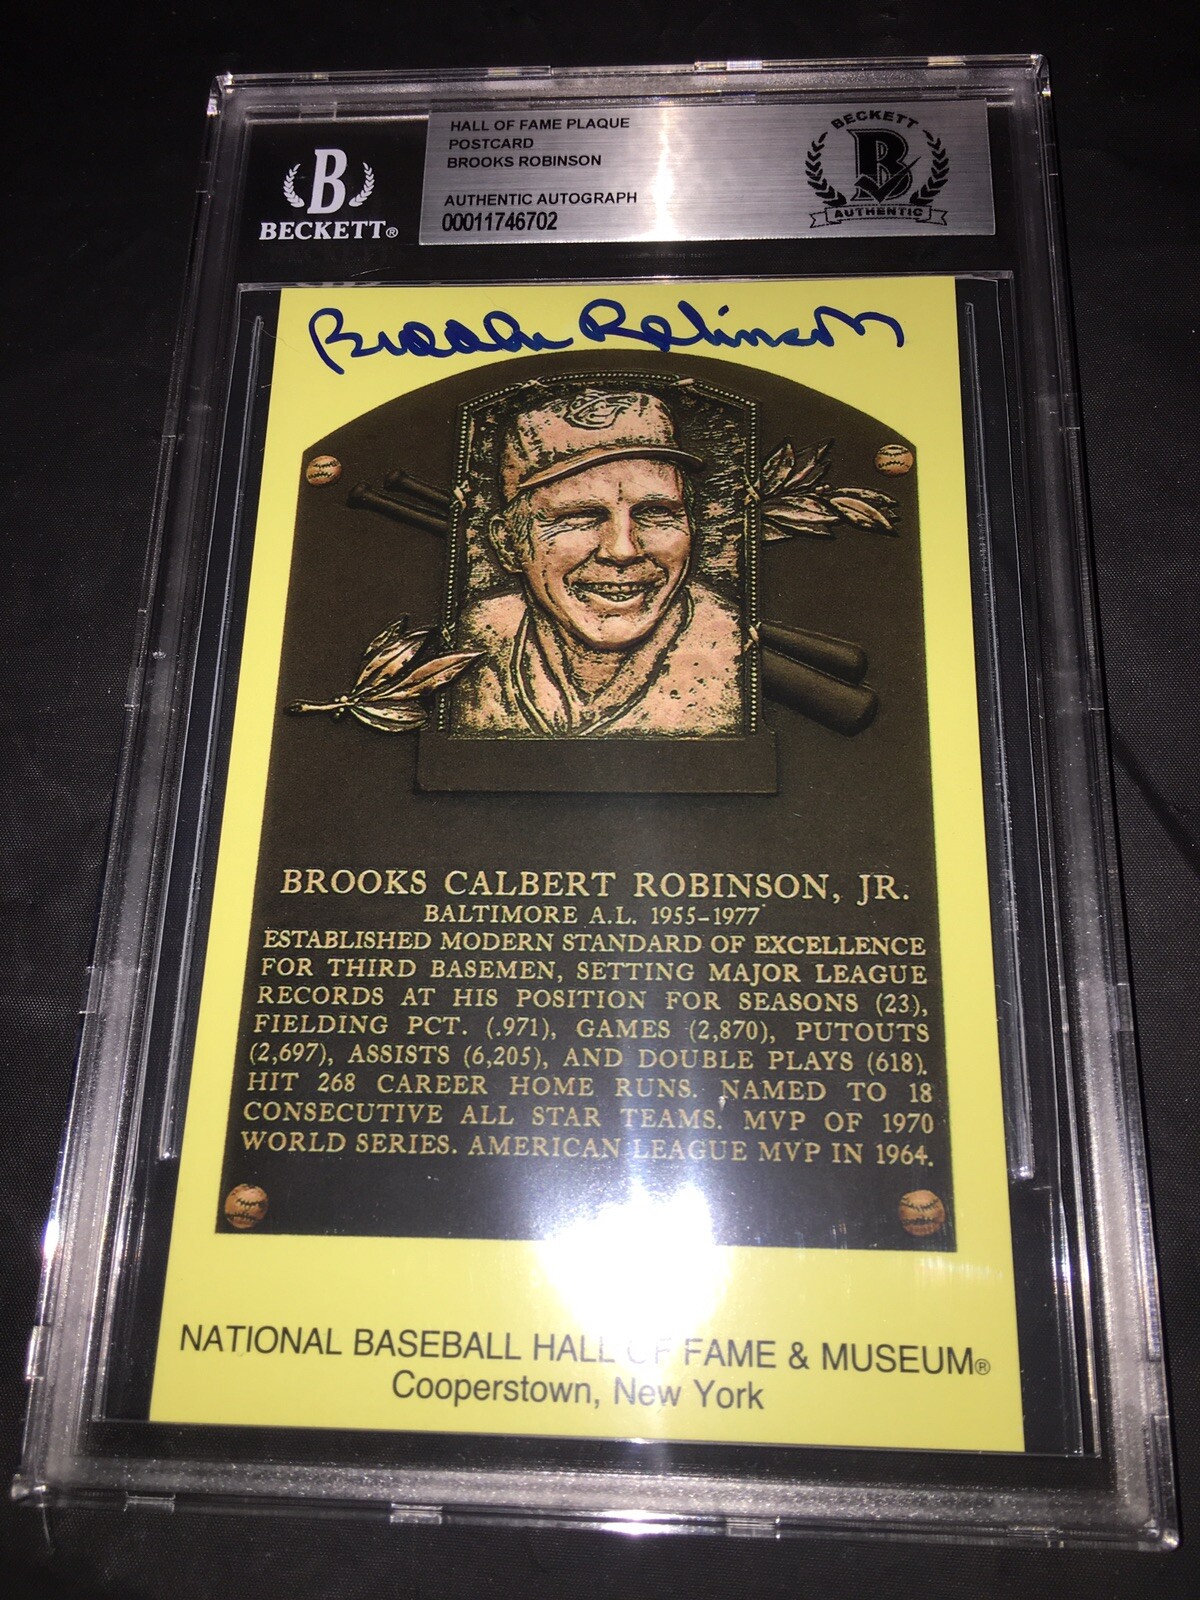 HALL OF FAME PLAQUE
POSTCARD
BROOKS ROBINSON
AUTHENTIC AUTOGRAPH
00011746702
B
BECKETT®
BECKETT
B
AUTHENTIC
Brooks Robinson
BROOKS CALBERT ROBINSON, JR.
BALTIMORE A.L. 1955-1977
ESTABLISHED MODERN STANDARD OF EXCELLENCE
FOR THIRD BASEMEN, SETTING MAJOR LEAGUE
RECORDS AT HIS POSITION FOR SEASONS (23),
FIELDING PCT. (.971), GAMES (2,870), PUTOUTS
(2,697), ASSISTS (6,205), AND DOUBLE PLAYS (618).
HIT 268 CAREER HOME RUNS. NAMED TO 18
CONSECUTIVE ALL STAR TEAMS. MVP OF 1970
WORLD SERIES. AMERICAN LEAGUE MVP IN 1964.
NATIONAL BASEBALL HALL OF FAME & MUSEUM®
Cooperstown, New York